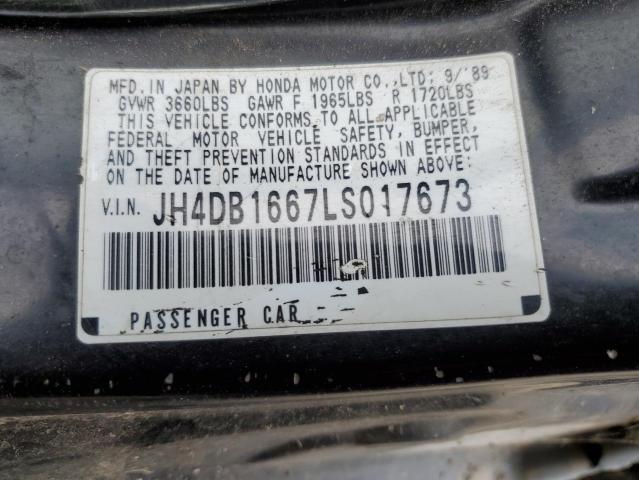 MFD. IN JAPAN BY HONDA MOTOR CO., LTD: 9/'89
GVWR 3660LBS GAWR F 1965LBS R 1720LBS
THIS VEHICLE CONFORMS TO ALL APPLICABLE
FEDERAL MOTOR VEHICLE SAFETY, BUMPER,
AND THEFT PREVENTION STANDARDS IN EFFECT
ON THE DATE OF MANUFACTURE SHOWN ABOVE:
V.I.N. JH4DB1667LS017673
PASSENGER CAR